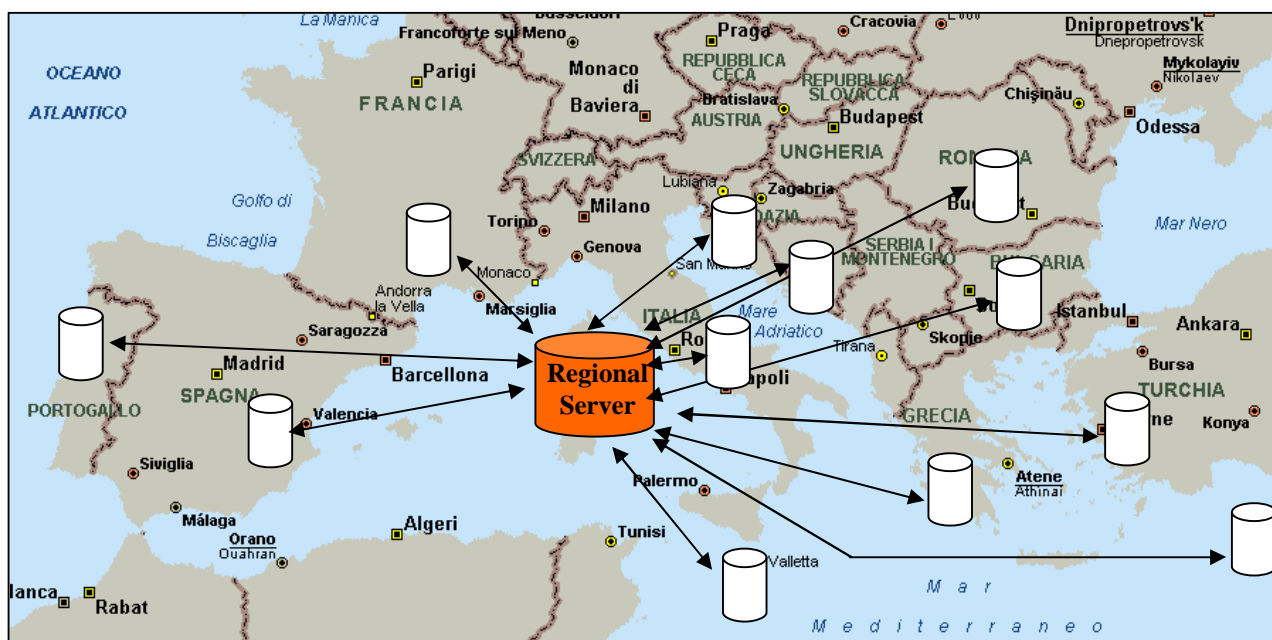 La Manica
Francoforte sul Meno
Praga
Cracovia
Dnipropetrovs'k
Dnepropetrovsk
OCEANO
ATLANTICO
Parigi
FRANCIA
Monaco
di
Baviera
REPUBBLICA
CECA
REPUBBLICA
SLOVACCA
Bratislava
AUSTRIA
Budapest
UNGHERIA
Chişinău
Mykolayiv
Nikolaev
Odessa
SVIZZERA
Lubiana
Zagabria
Golfo di
Biscaglia
Torino
Milano
Genova
Monaco
San
SERBIA I
MONTENEGRO
Mar Nero
Andorra
la Vella
Marsiglia
ITALIA
Mare
Adriatico
Saragozza
Madrid
SPAGNA
Barcellona
Valencia
PORTOGALLO
Siviglia
Málaga
Regional
Server
Tirana
Skopje
Istanbul
Ankara
Bursa
TURCHIA
Konya
GRECIA
Atene
Athinai
Palermo
Orano
Ouahran
Algeri
Tunisi
Valletta
Rabat
Mar
Mediterraneo